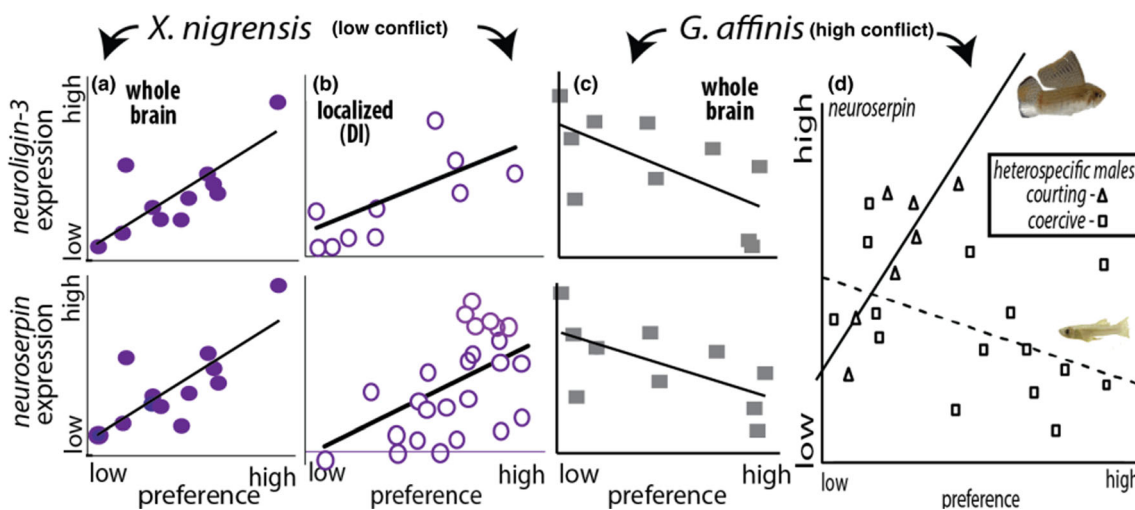 X. nigrensis (low conflict)
G. affinis (high conflict)
(a) whole
brain
(b) localized
(Dl)
(c) whole
brain
(d) neuroserpin
neuroligin-3
expression
low high
heterospecific males
courting - Δ
coercive - □
neuroserpin
expression
low high
low high
low high
preference
low high
preference
low high
preference
low high
preference